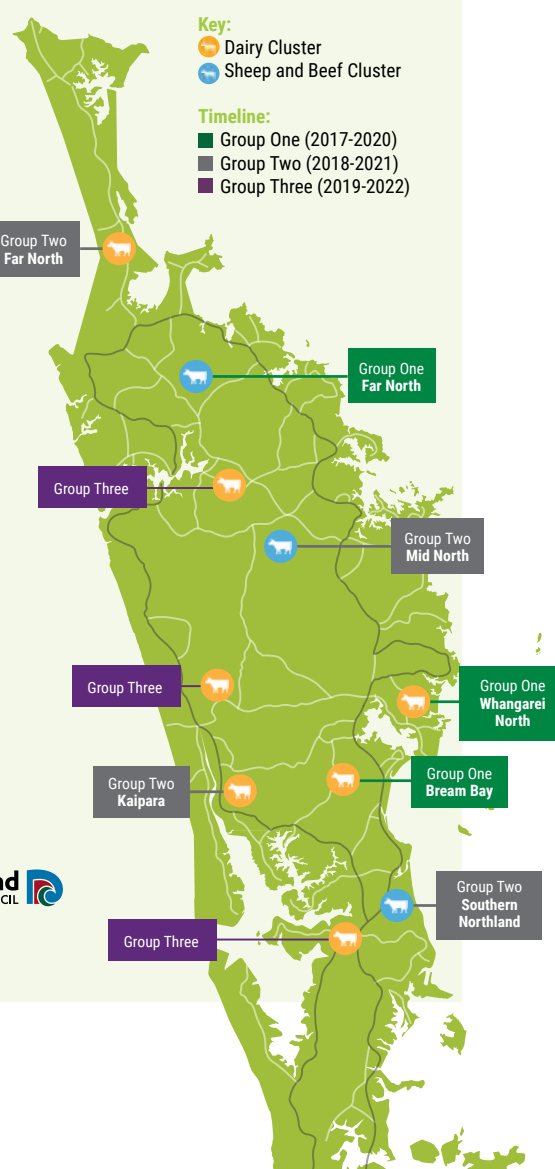 Key:
Dairy Cluster
Sheep and Beef Cluster
Timeline:
Group One (2017-2020)
Group Two (2018-2021)
Group Three (2019-2022)
Group Two
Far North
Group One
Far North
Group Three
Group Two
Mid North
Group Three
Group One
Whangarei
North
Group One
Bream Bay
Group Two
Kaipara
Group Two
Southern
Northland
Group Three